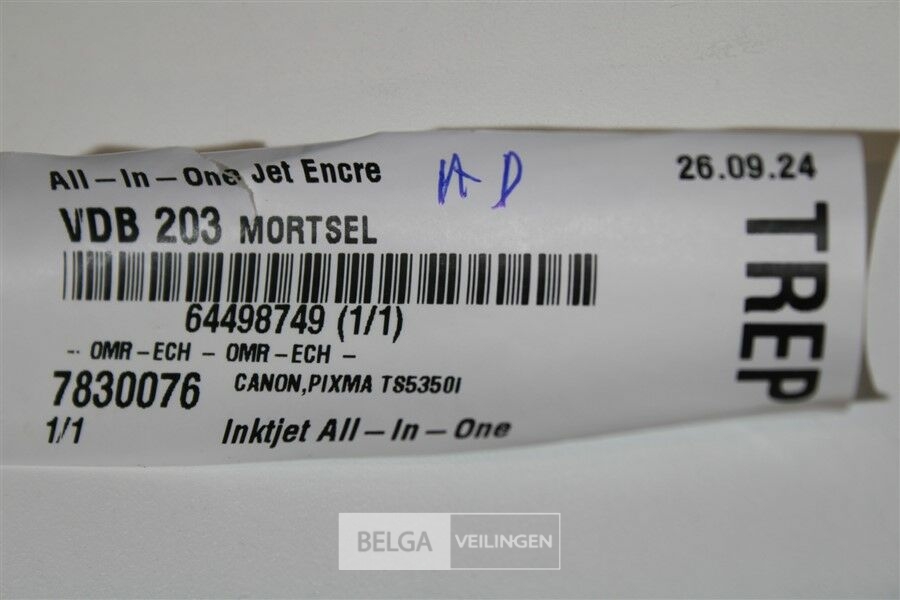 All-In-One Jet Encre
A D
26.09.24
VDB 203 MORTSEL
64498749 (1/1)
-- OMR-ECH - OMR-ECH -
7830076 CANON,PIXMA TS5350I
1/1 Inktjet All-In-One
TREP
BELGA VEILINGEN